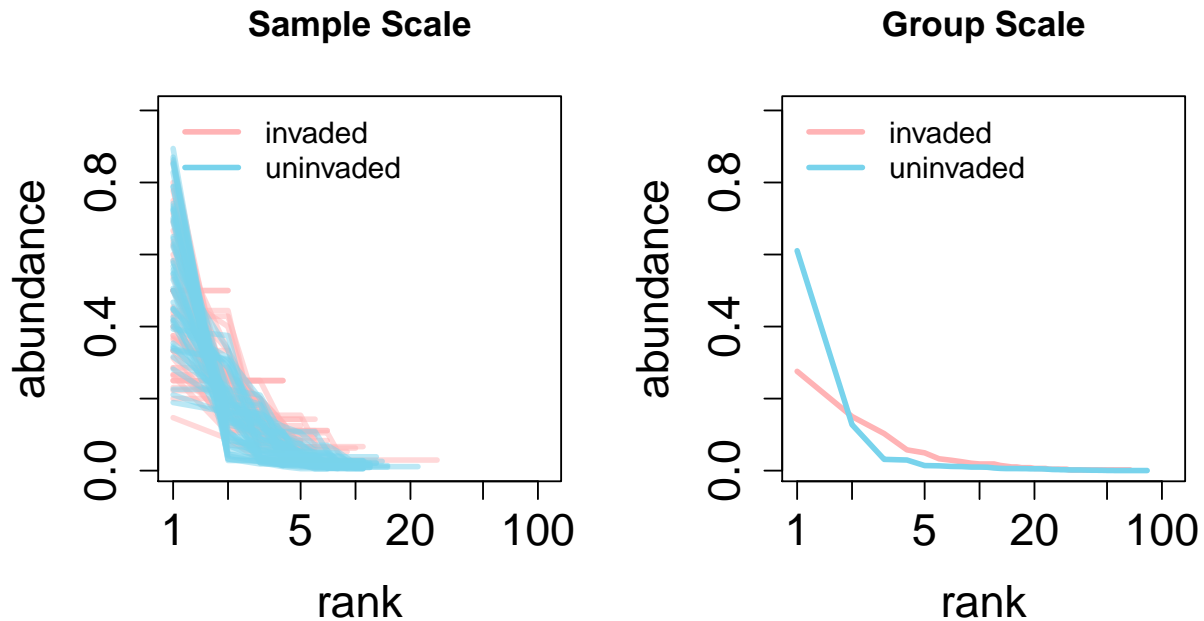 Sample Scale
abundance
0.0 0.4 0.8
invaded
uninvaded
1 5 20 100
rank
Group Scale
abundance
0.0 0.4 0.8
invaded
uninvaded
1 5 20 100
rank